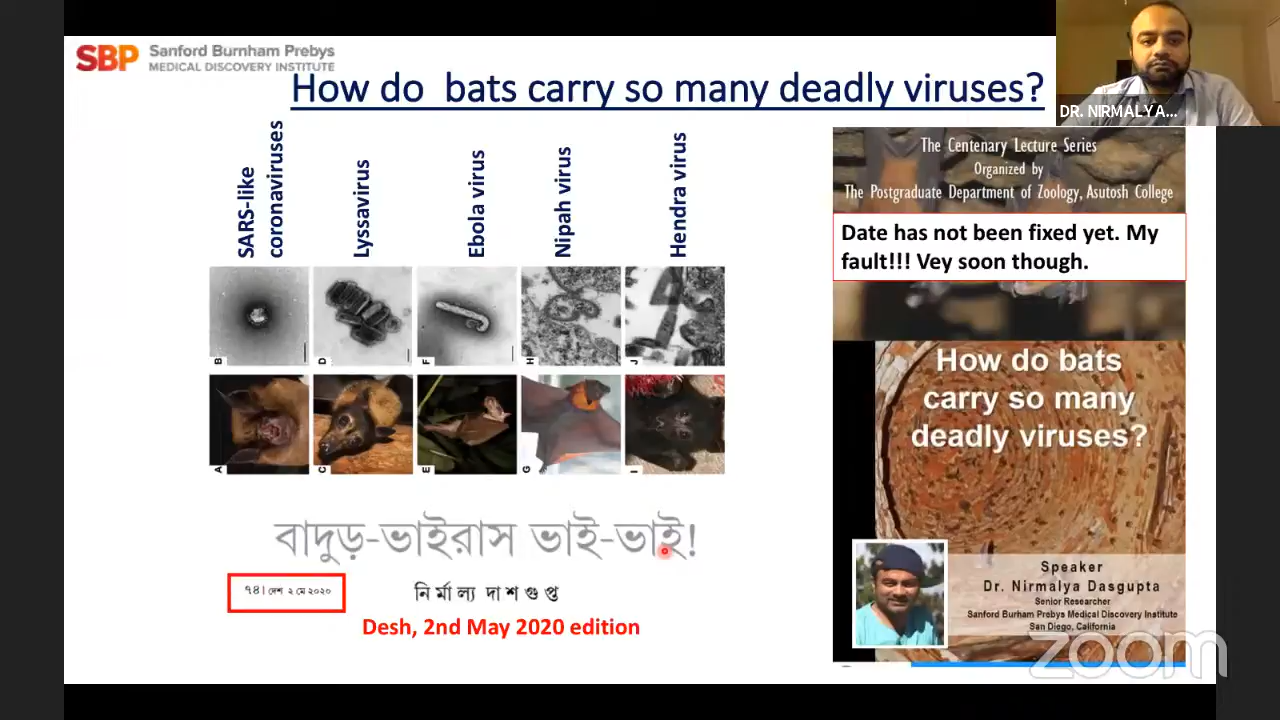 SBP Sanford Burnham Prebys
MEDICAL DISCOVERY INSTITUTE
How do bats carry so many deadly viruses?
DR. NIRMALYA...
SARS-like
coronaviruses
Lyssavirus
Ebola virus
Nipah virus
Hendra virus
B
D
F
H
J
A
C
E
G
I
বাদুড়-ভাইরাস ভাই-ভাই!
৭৪। দেশ ২ মে ২০২০
নির্মাল্য দাশগুপ্ত
Desh, 2nd May 2020 edition
The Centenary Lecture Series
Organized by
The Postgraduate Department of Zoology, Asutosh College
Date has not been fixed yet. My
fault!!! Vey soon though.
How do bats
carry so many
deadly viruses?
Speaker
Dr. Nirmalya Dasgupta
Senior Researcher
Sanford Burham Prebys Medical Discovery Institute
San Diego, California
zoom